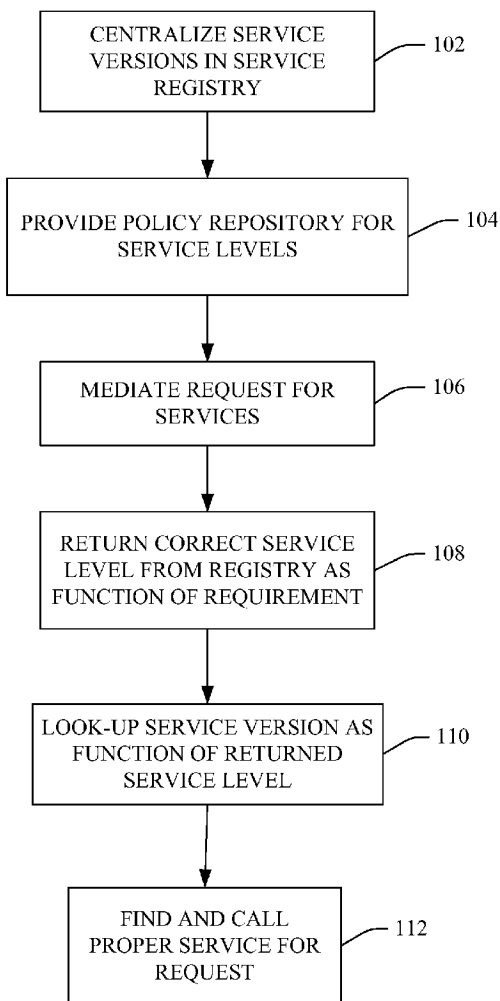 CENTRALIZE SERVICE
VERSIONS IN SERVICE
REGISTRY
102
PROVIDE POLICY REPOSITORY FOR
SERVICE LEVELS
104
MEDIATE REQUEST FOR
SERVICES
106
RETURN CORRECT SERVICE
LEVEL FROM REGISTRY AS
FUNCTION OF REQUIREMENT
108
LOOK-UP SERVICE VERSION AS
FUNCTION OF RETURNED
SERVICE LEVEL
110
FIND AND CALL
PROPER SERVICE FOR
REQUEST
112